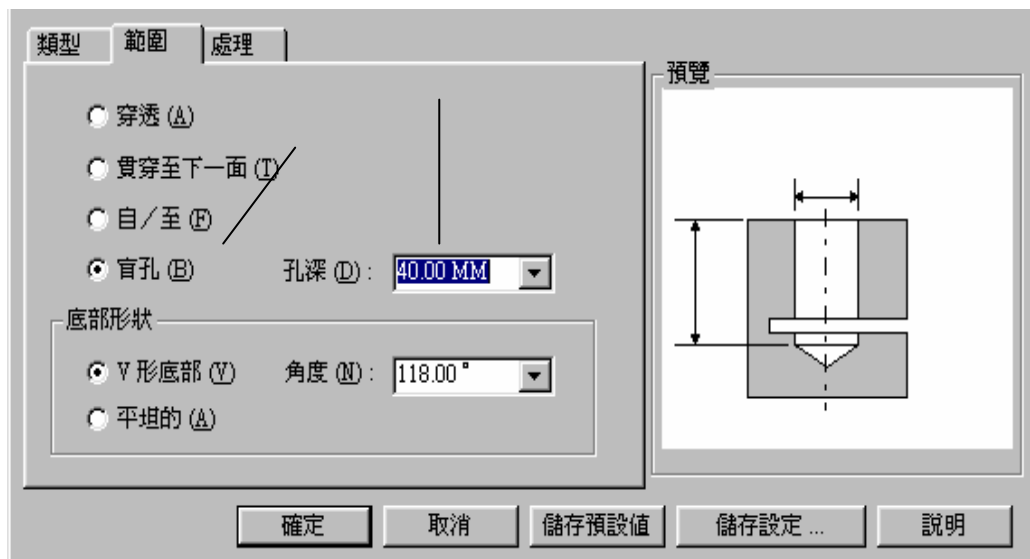 類型 範圍 處理
穿透 (A)
貫穿至下一面 (T)
自／至 (F)
盲孔 (B) 孔深 (D) : 40.00 MM
底部形狀
V 形底部 (V) 角度 (N) : 118.00 °
平坦的 (A)
預覽
確定 取消 儲存預設值 儲存設定 ... 說明